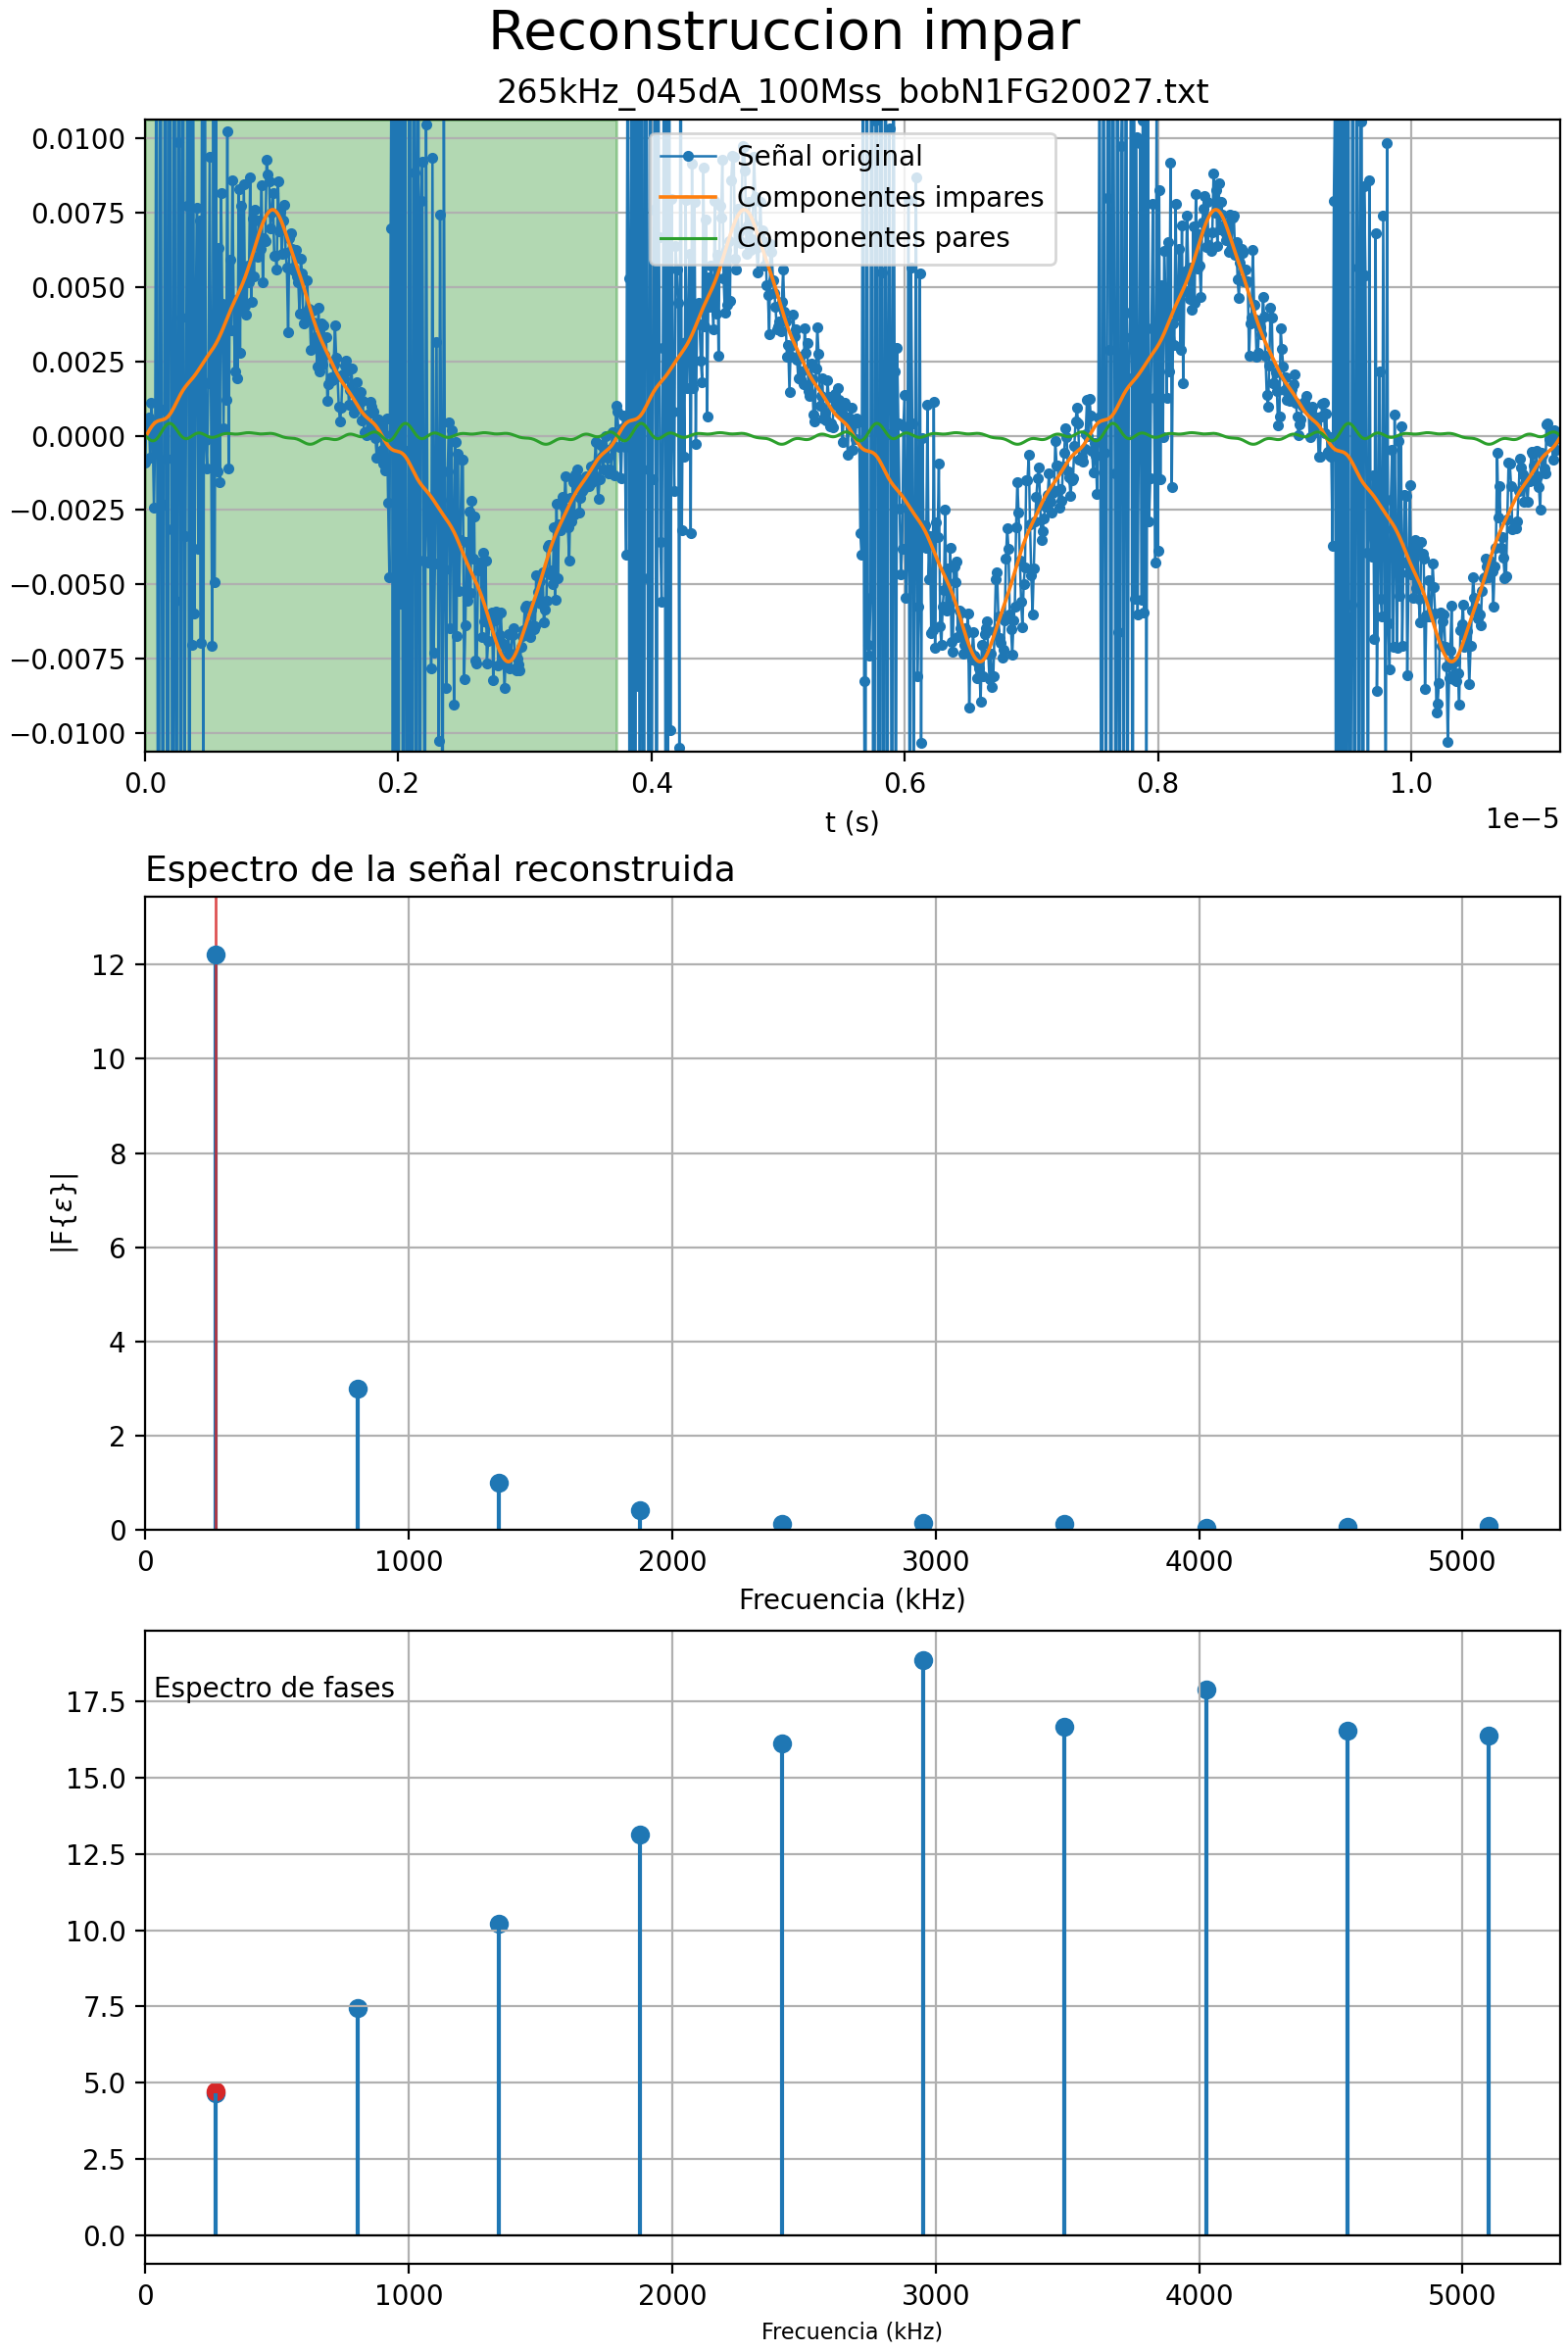 Reconstruccion impar
265kHz_045dA_100Mss_bobN1FG20027.txt
0.0100
0.0075
0.0050
0.0025
0.0000
−0.0025
−0.0050
−0.0075
−0.0100
Señal original
Componentes impares
Componentes pares
0.0 0.2 0.4 0.6 0.8 1.0
t (s)
1e−5
Espectro de la señal reconstruida
12
10
8
6
4
2
0
|F{ε}|
0 1000 2000 3000 4000 5000
Frecuencia (kHz)
Espectro de fases
17.5
15.0
12.5
10.0
7.5
5.0
2.5
0.0
0 1000 2000 3000 4000 5000
Frecuencia (kHz)